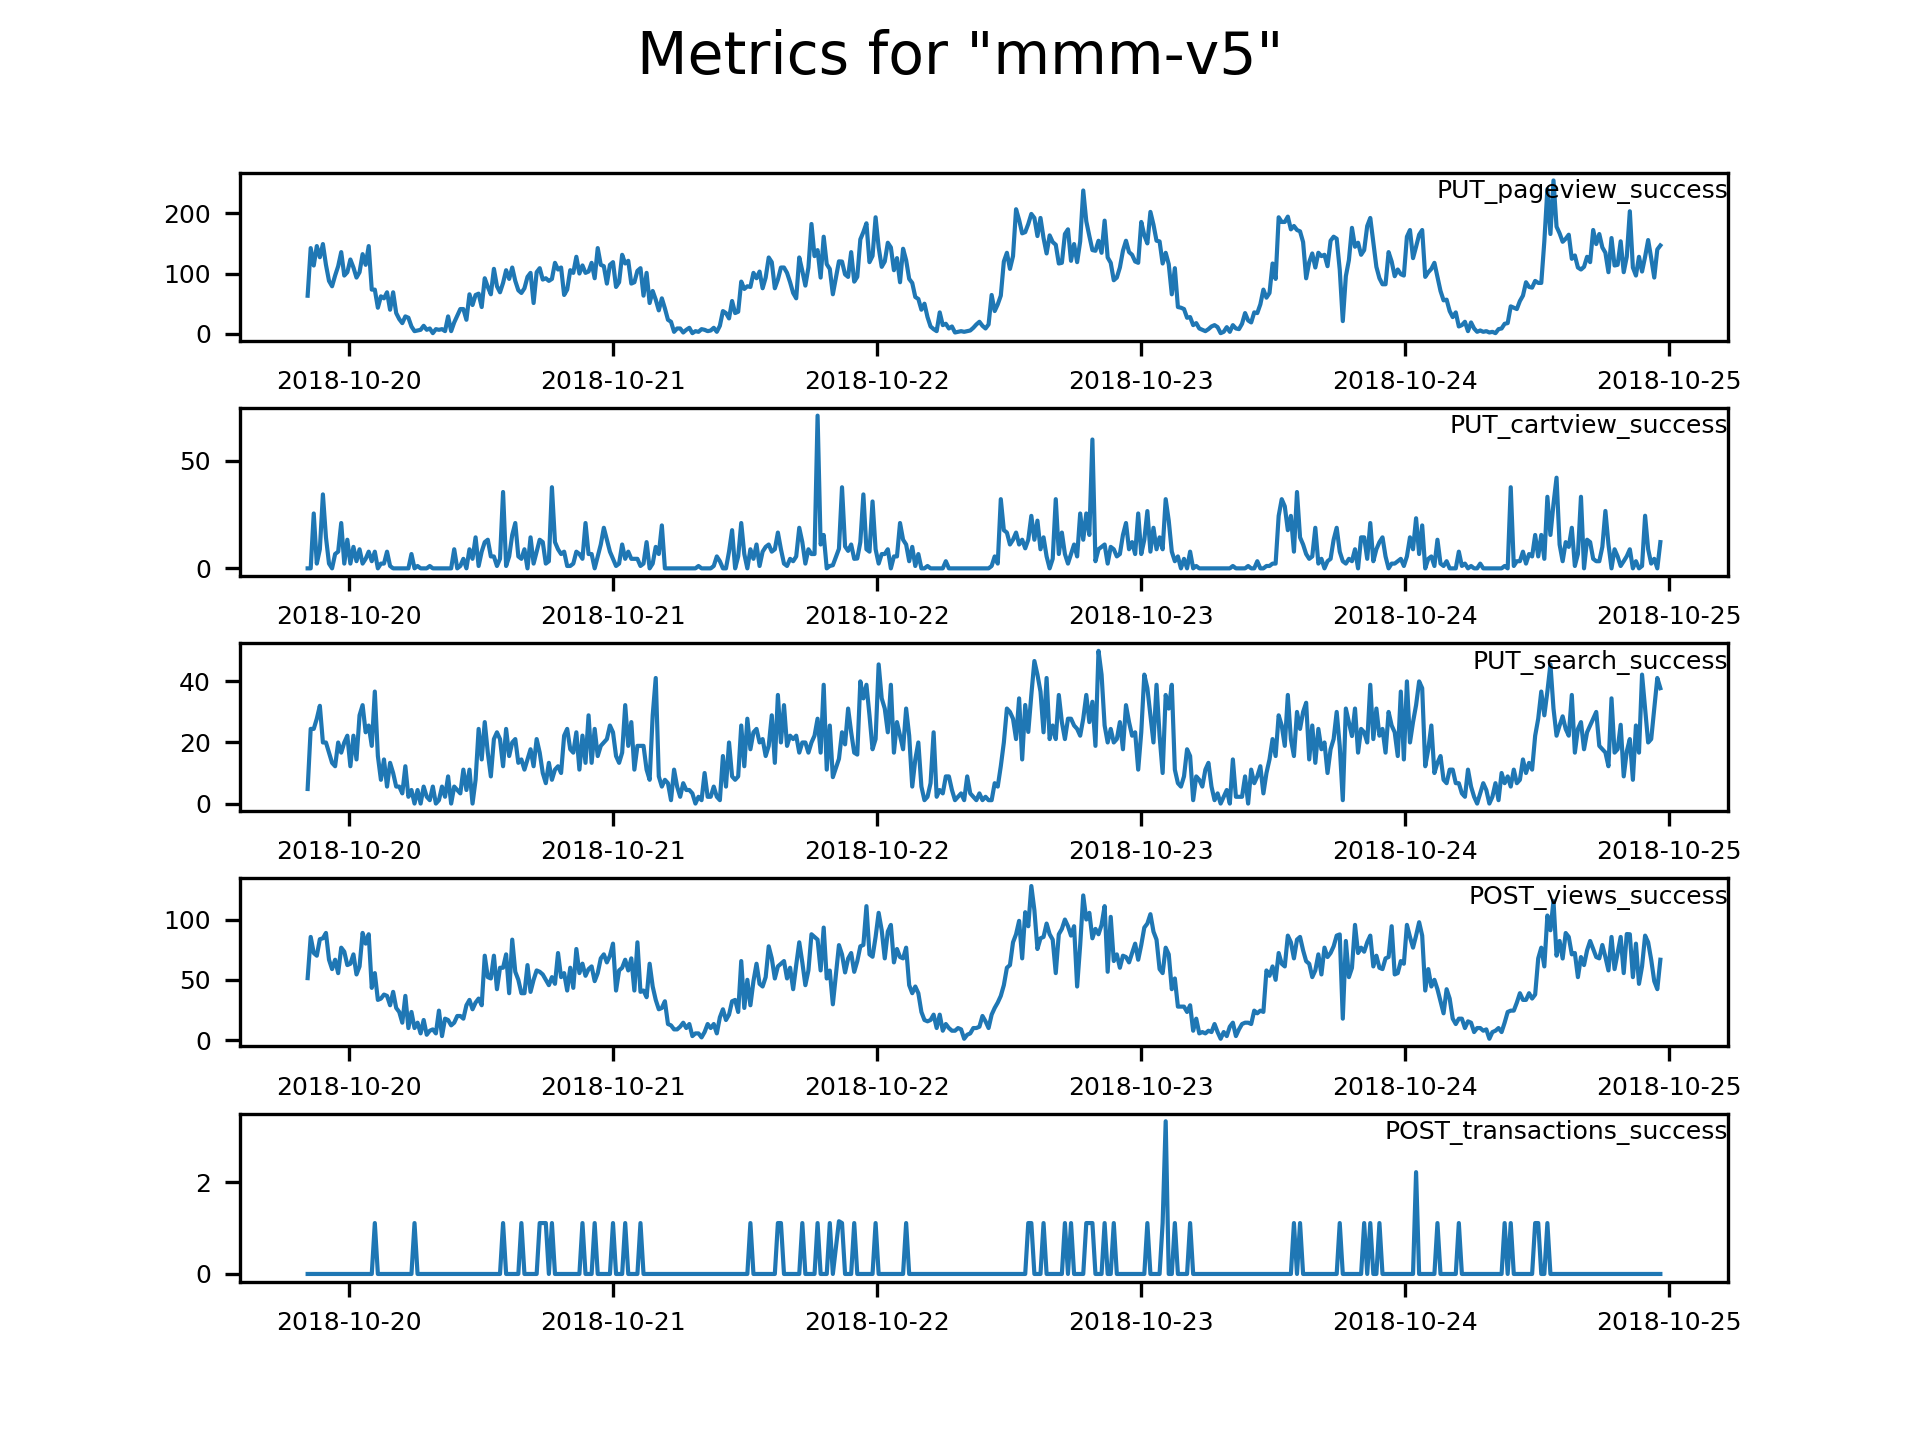 Metrics for "mmm-v5"
PUT_pageview_success
200
100
0
2018-10-20 2018-10-21 2018-10-22 2018-10-23 2018-10-24 2018-10-25
PUT_cartview_success
50
0
2018-10-20 2018-10-21 2018-10-22 2018-10-23 2018-10-24 2018-10-25
PUT_search_success
40
20
0
2018-10-20 2018-10-21 2018-10-22 2018-10-23 2018-10-24 2018-10-25
POST_views_success
100
50
0
2018-10-20 2018-10-21 2018-10-22 2018-10-23 2018-10-24 2018-10-25
POST_transactions_success
2
0
2018-10-20 2018-10-21 2018-10-22 2018-10-23 2018-10-24 2018-10-25